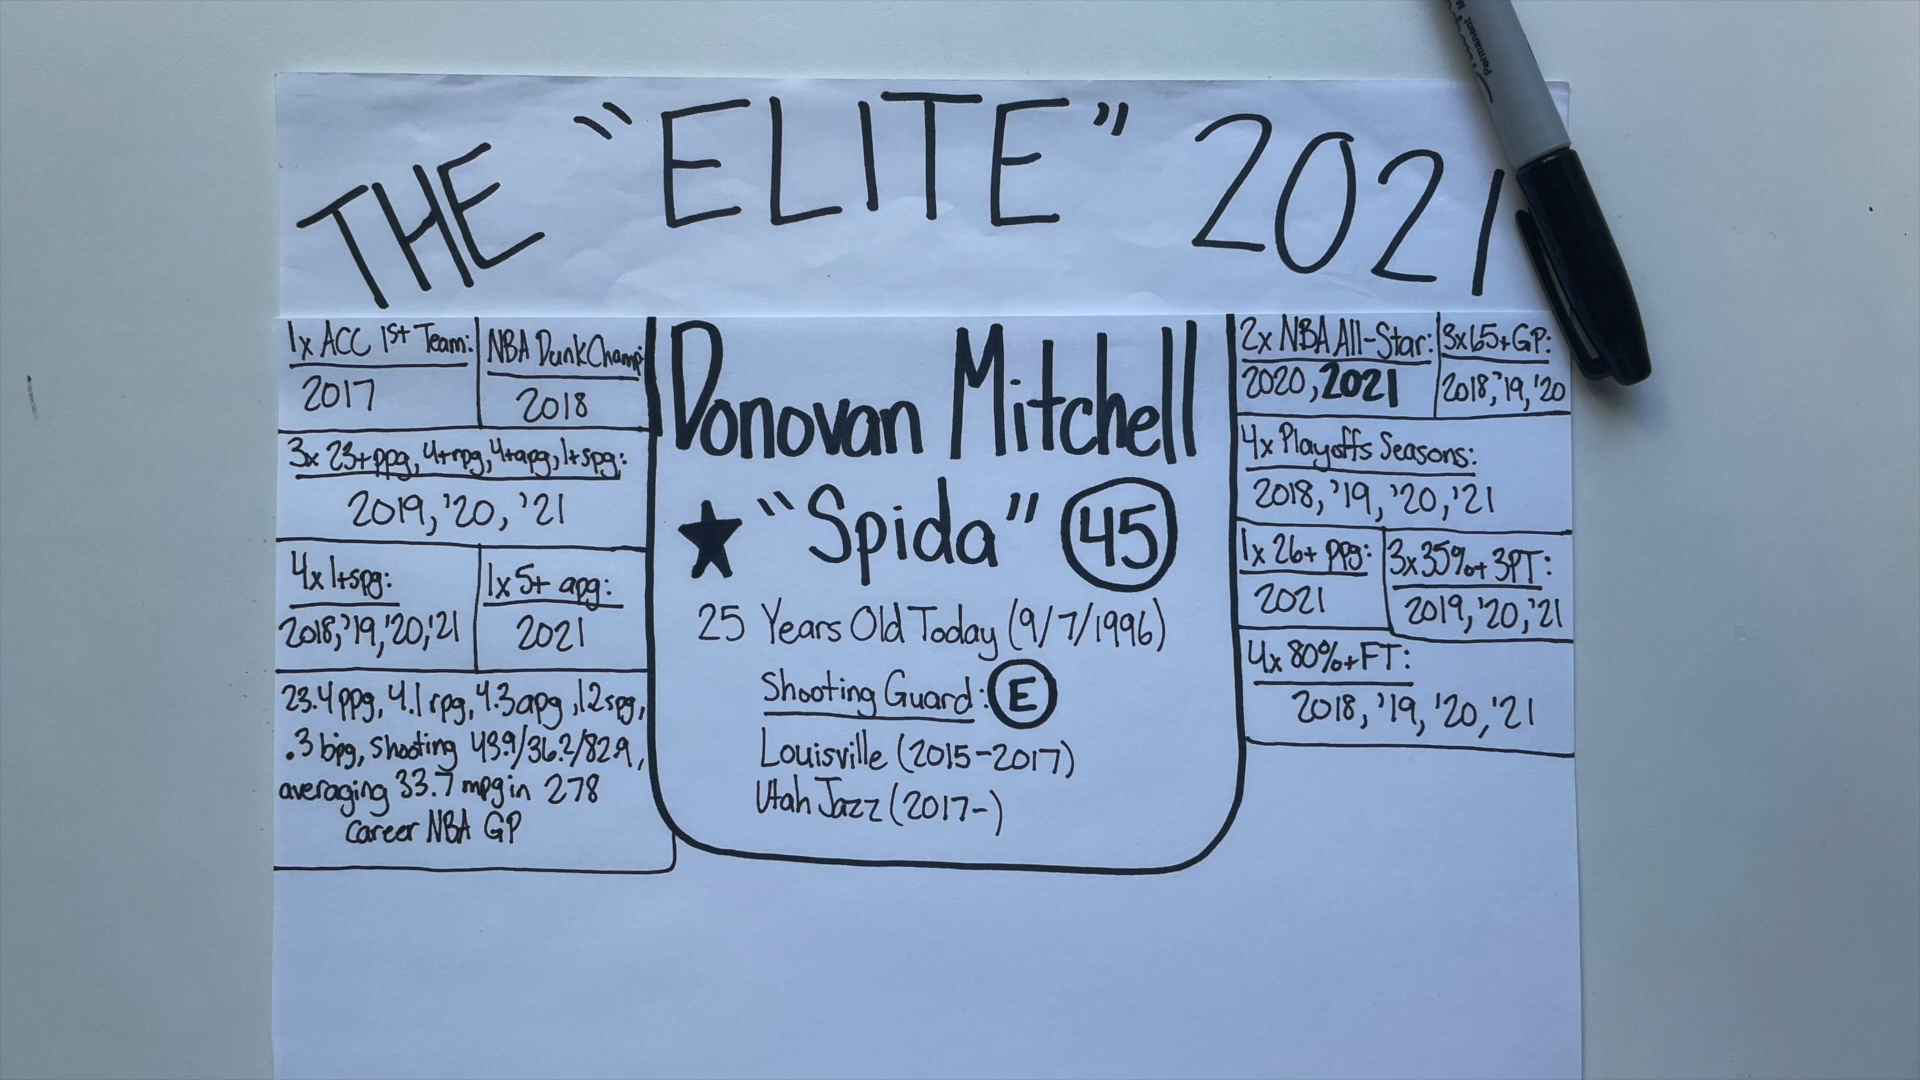 THE "ELITE" 2021
1x ACC 1st Team:
2017
NBA Dunk Champ:
2018
3x 23+ppg, 4+rpg, 4+apg, 1+spg:
2019, '20, '21
4x 1+spg:
2018, '19, '20, '21
1x 5+ apg:
2021
23.4 ppg, 4.1 rpg, 4.3 apg, 1.2 spg,
.3 bpg, shooting 43.9/36.2/82.9,
averaging 33.7 mpg in 278
career NBA GP
Donovan Mitchell
★ "Spida" 45
25 Years Old Today (9/7/1996)
Shooting Guard: E
Louisville (2015-2017)
Utah Jazz (2017-)
2x NBA All-Star:
2020, 2021
3x 65+GP:
2018, '19, '20
4x Playoffs Seasons:
2018, '19, '20, '21
1x 26+ ppg:
2021
3x 35%+ 3PT:
2019, '20, '21
4x 80%+ FT:
2018, '19, '20, '21
Permanent M